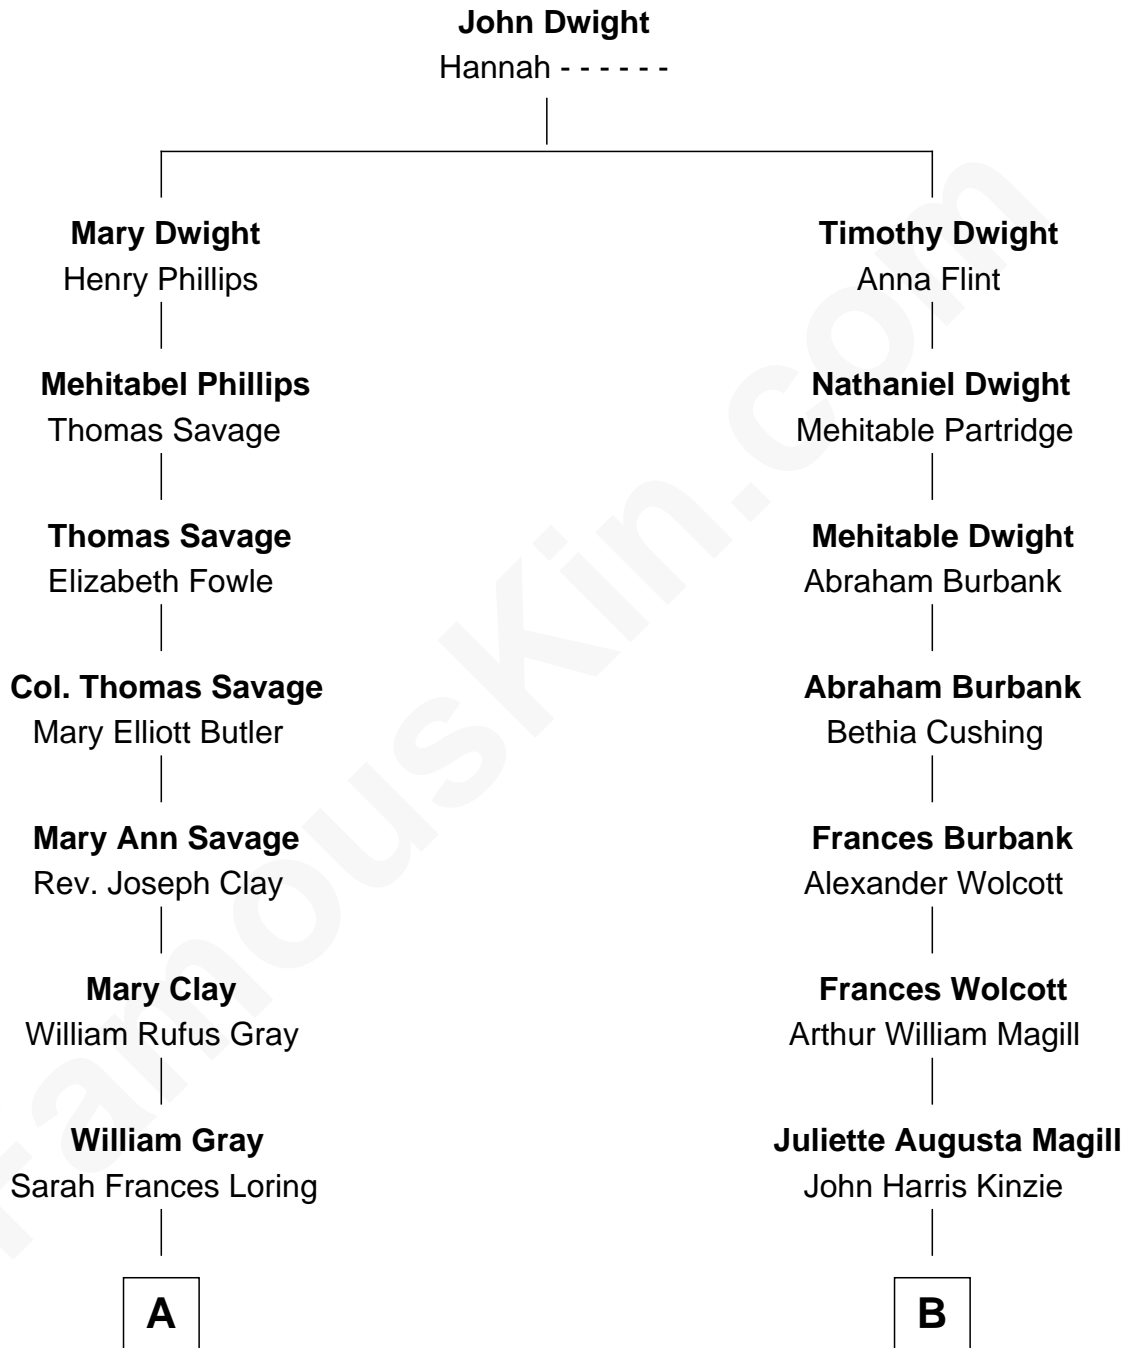 John Dwight
Hannah - - - - - -
Mary Dwight
Henry Phillips
Timothy Dwight
Anna Flint
Mehitabel Phillips
Thomas Savage
Nathaniel Dwight
Mehitable Partridge
Thomas Savage
Elizabeth Fowle
Mehitable Dwight
Abraham Burbank
Col. Thomas Savage
Mary Elliott Butler
Abraham Burbank
Bethia Cushing
Mary Ann Savage
Rev. Joseph Clay
Frances Burbank
Alexander Wolcott
Mary Clay
William Rufus Gray
Frances Wolcott
Arthur William Magill
William Gray
Sarah Frances Loring
Juliette Augusta Magill
John Harris Kinzie
A
B
FamousKin.com